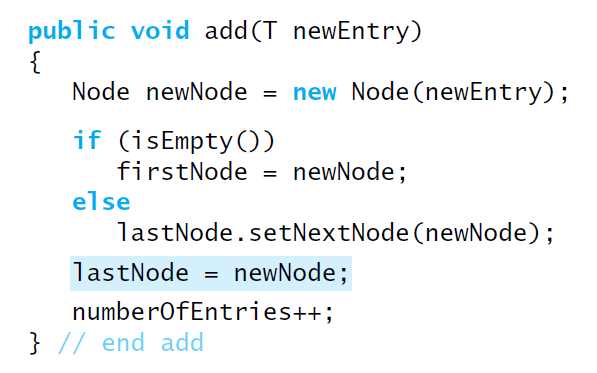 public void add(T newEntry)
{
   Node newNode = new Node(newEntry);
   if (isEmpty())
      firstNode = newNode;
   else
      lastNode.setNextNode(newNode);
   lastNode = newNode;
   numberOfEntries++;
} // end add